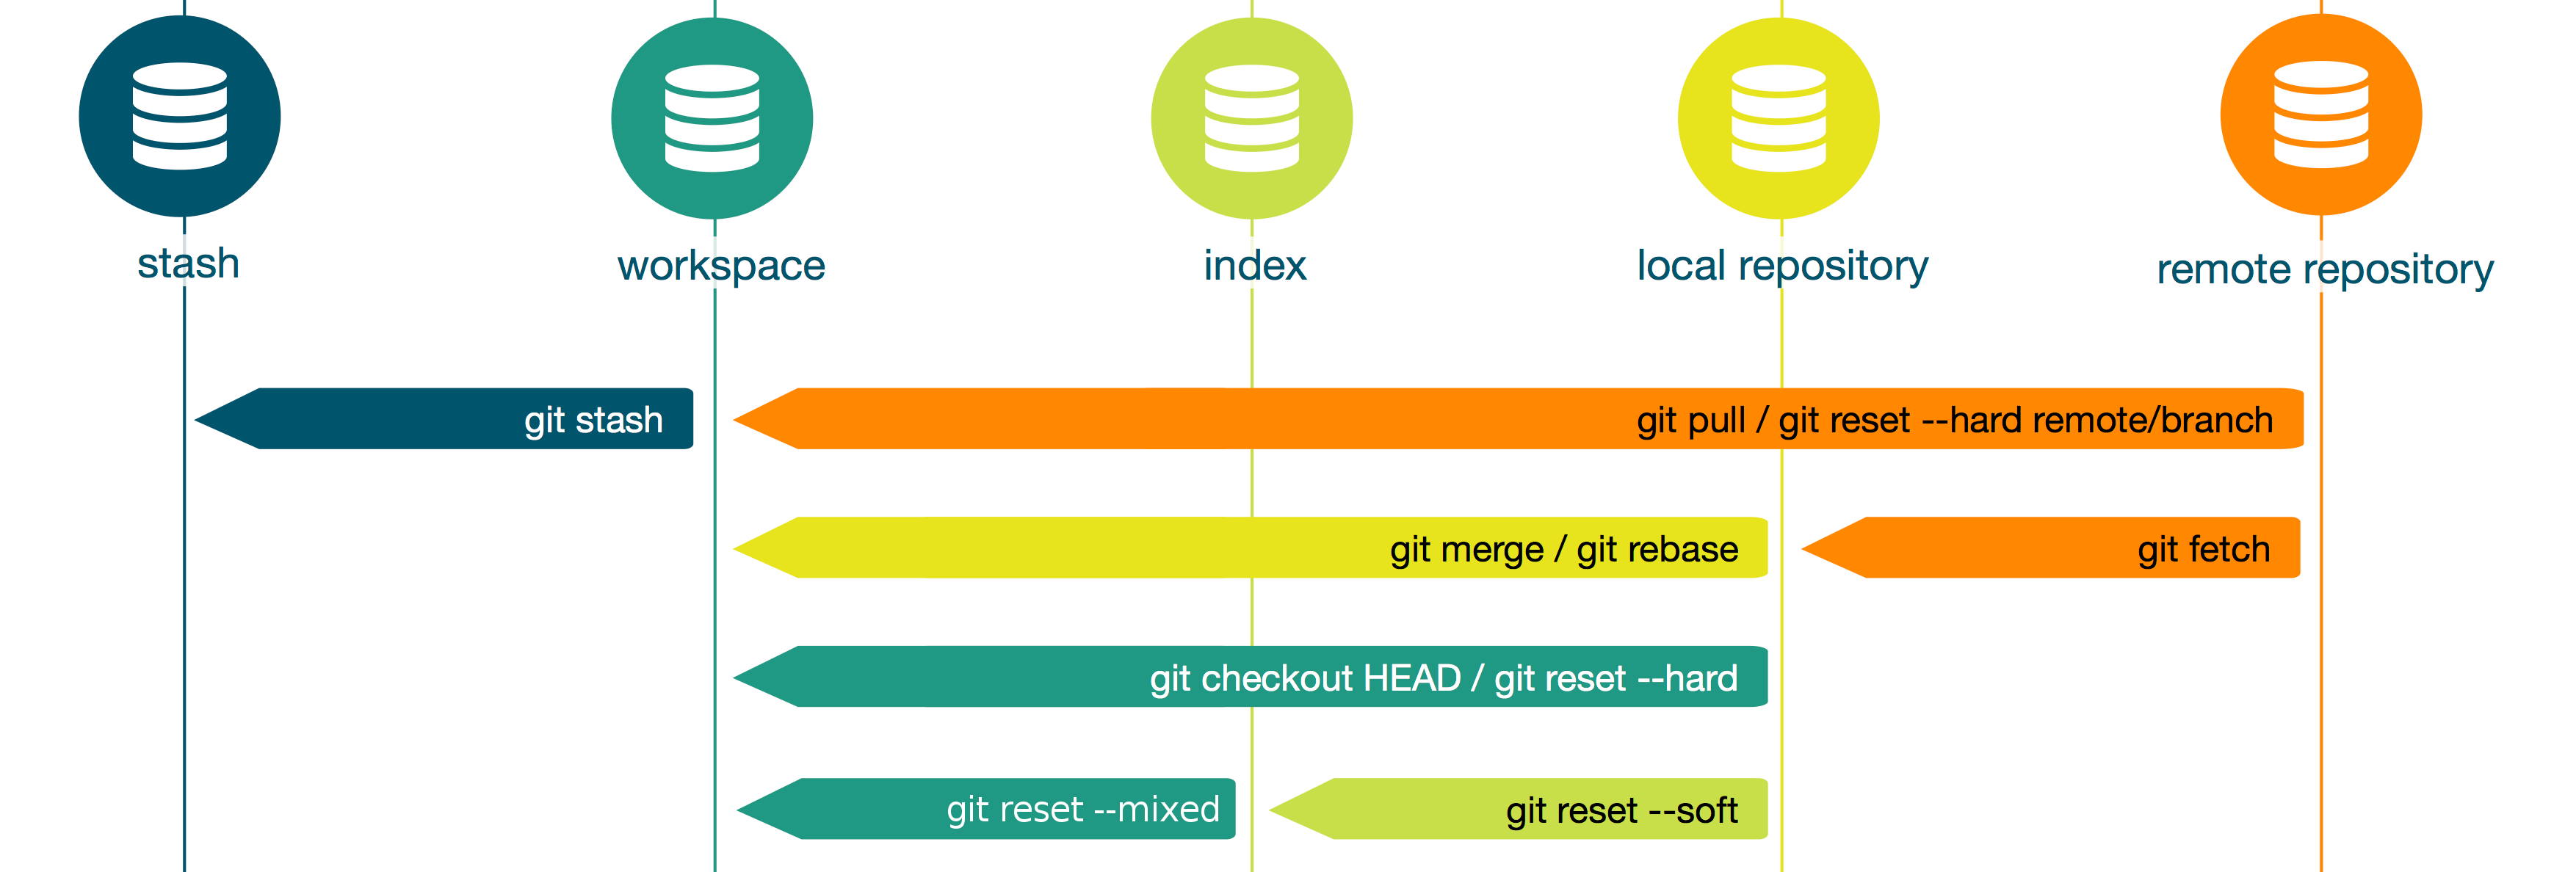 stash
workspace
index
local repository
remote repository
git stash
git pull / git reset --hard remote/branch
git merge / git rebase
git fetch
git checkout HEAD / git reset --hard
git reset --mixed
git reset --soft